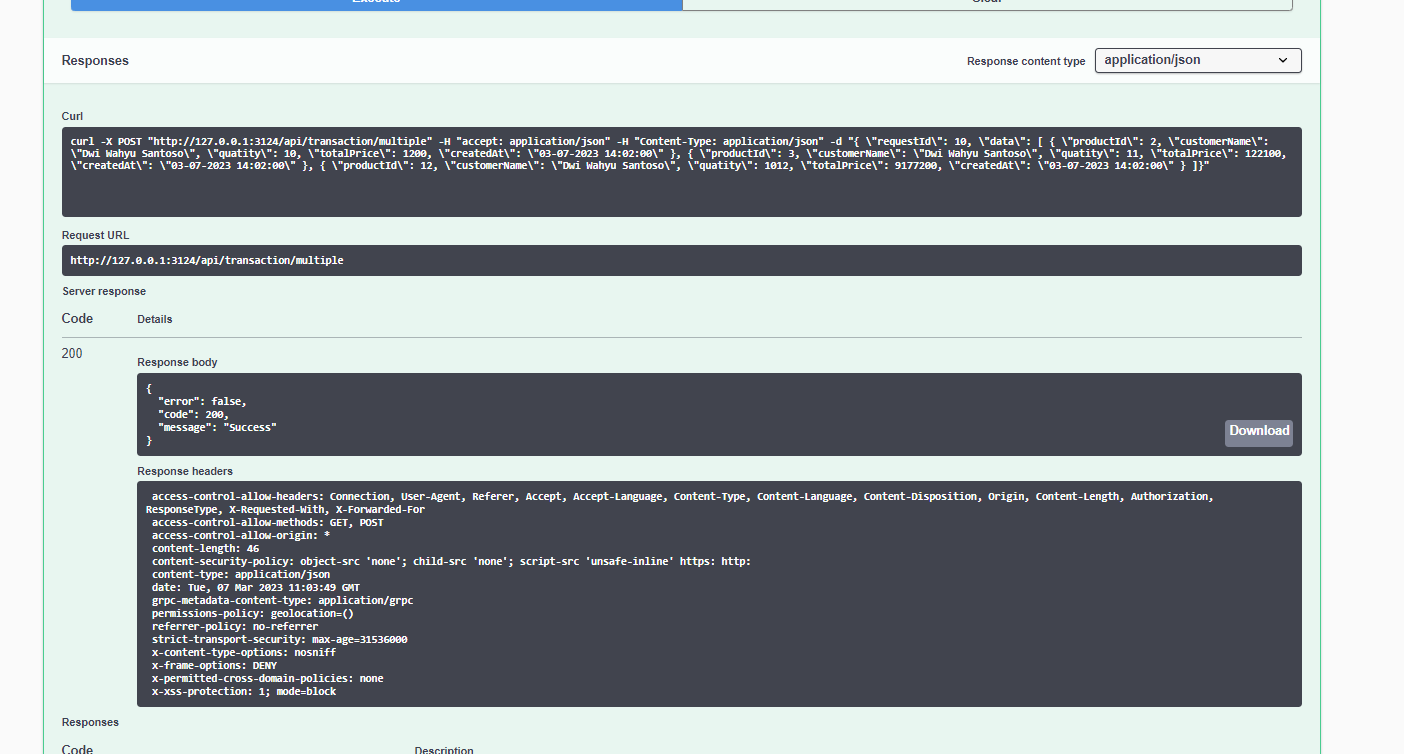 Execute
Clear
Responses
Response content type
application/json
Curl
curl -X POST "http://127.0.0.1:3124/api/transaction/multiple" -H "accept: application/json" -H "Content-Type: application/json" -d "{ \"requestId\": 10, \"data\": [ { \"productId\": 2, \"customerName\":
\"Dwi Wahyu Santoso\", \"quatity\": 10, \"totalPrice\": 1200, \"createdAt\": \"03-07-2023 14:02:00\" }, { \"productId\": 3, \"customerName\": \"Dwi Wahyu Santoso\", \"quatity\": 11, \"totalPrice\": 122100,
\"createdAt\": \"03-07-2023 14:02:00\" }, { \"productId\": 12, \"customerName\": \"Dwi Wahyu Santoso\", \"quatity\": 1012, \"totalPrice\": 9177200, \"createdAt\": \"03-07-2023 14:02:00\" } ]}"
Request URL
http://127.0.0.1:3124/api/transaction/multiple
Server response
Code
Details
200
Response body
{
"error": false,
"code": 200,
"message": "Success"
}
Download
Response headers
access-control-allow-headers: Connection, User-Agent, Referer, Accept, Accept-Language, Content-Type, Content-Language, Content-Disposition, Origin, Content-Length, Authorization,
ResponseType, X-Requested-With, X-Forwarded-For
access-control-allow-methods: GET, POST
access-control-allow-origin: *
content-length: 46
content-security-policy: object-src 'none'; child-src 'none'; script-src 'unsafe-inline' https: http:
content-type: application/json
date: Tue, 07 Mar 2023 11:03:49 GMT
grpc-metadata-content-type: application/grpc
permissions-policy: geolocation=()
referrer-policy: no-referrer
strict-transport-security: max-age=31536000
x-content-type-options: nosniff
x-frame-options: DENY
x-permitted-cross-domain-policies: none
x-xss-protection: 1; mode=block
Responses
Code
Description